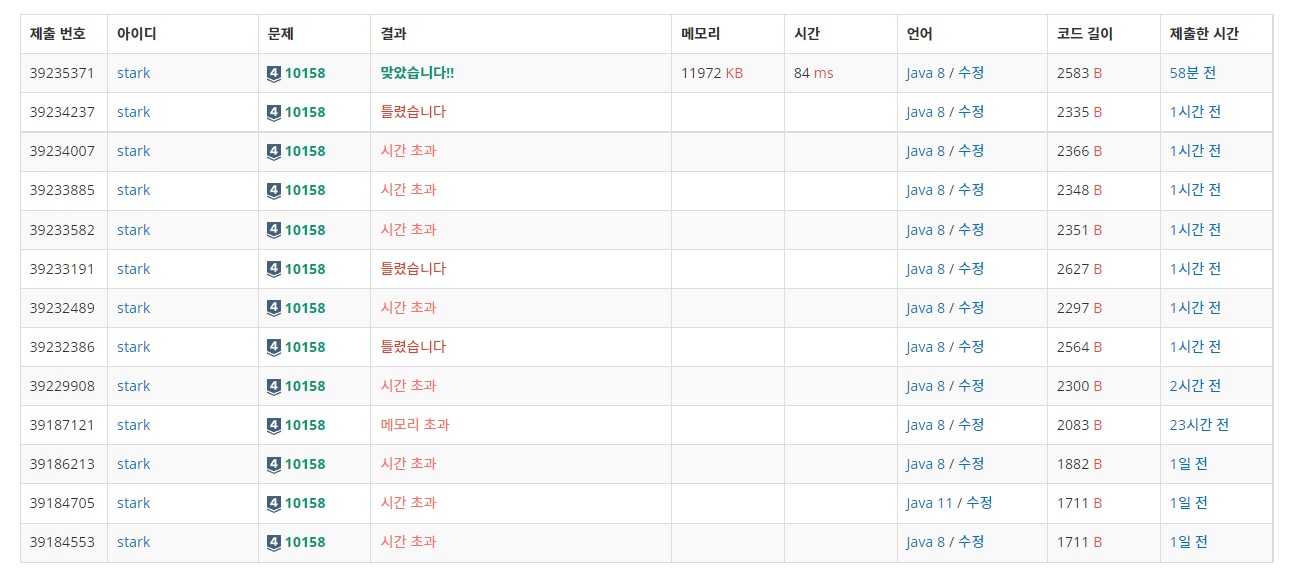 제출 번호 아이디 문제 결과 메모리 시간 언어 코드 길이 제출한 시간
39235371 stark 4 10158 맞았습니다!! 11972 KB 84 ms Java 8 / 수정 2583 B 58분 전
39234237 stark 4 10158 틀렸습니다 Java 8 / 수정 2335 B 1시간 전
39234007 stark 4 10158 시간 초과 Java 8 / 수정 2366 B 1시간 전
39233885 stark 4 10158 시간 초과 Java 8 / 수정 2348 B 1시간 전
39233582 stark 4 10158 시간 초과 Java 8 / 수정 2351 B 1시간 전
39233191 stark 4 10158 틀렸습니다 Java 8 / 수정 2627 B 1시간 전
39232489 stark 4 10158 시간 초과 Java 8 / 수정 2297 B 1시간 전
39232386 stark 4 10158 틀렸습니다 Java 8 / 수정 2564 B 1시간 전
39229908 stark 4 10158 시간 초과 Java 8 / 수정 2300 B 2시간 전
39187121 stark 4 10158 메모리 초과 Java 8 / 수정 2083 B 23시간 전
39186213 stark 4 10158 시간 초과 Java 8 / 수정 1882 B 1일 전
39184705 stark 4 10158 시간 초과 Java 11 / 수정 1711 B 1일 전
39184553 stark 4 10158 시간 초과 Java 8 / 수정 1711 B 1일 전